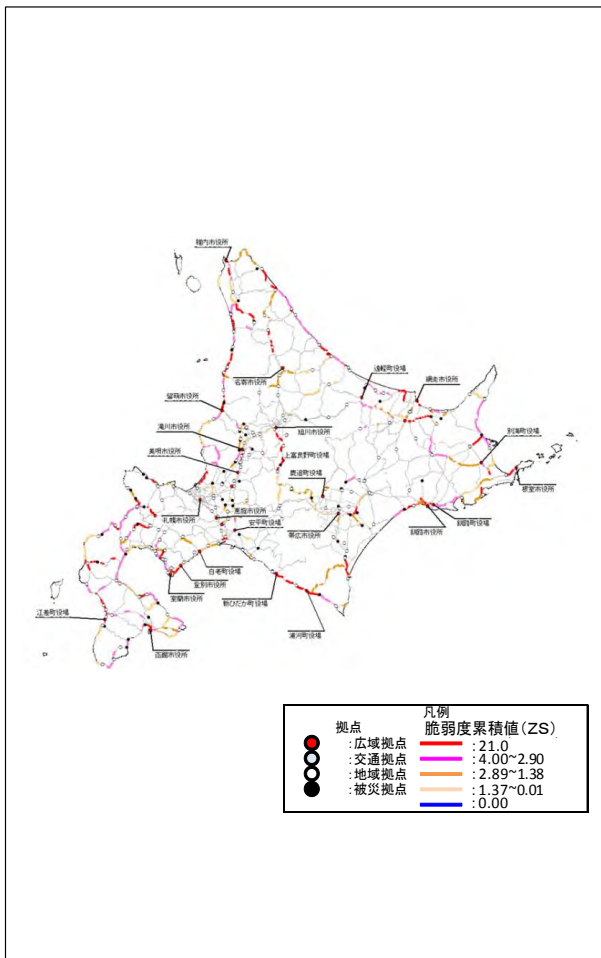 稚内市役所
遠軽町役場
網走市役所
名寄市役所
留萌市役所
別海町役場
滝川市役所
旭川市役所
上富良野町役場
美唄市役所
鹿追町役場
根室市役所
札幌市役所
恵庭市役所
釧路市役所
釧路町役場
安平町役場
帯広市役所
白老町役場
登別市役所
室蘭市役所
新ひだか町役場
江差町役場
浦河町役場
函館市役所
凡例
拠点 脆弱度累積値(ZS)
:広域拠点 :21.0
:交通拠点 :4.00~2.90
:地域拠点 :2.89~1.38
:被災拠点 :1.37~0.01
:0.00